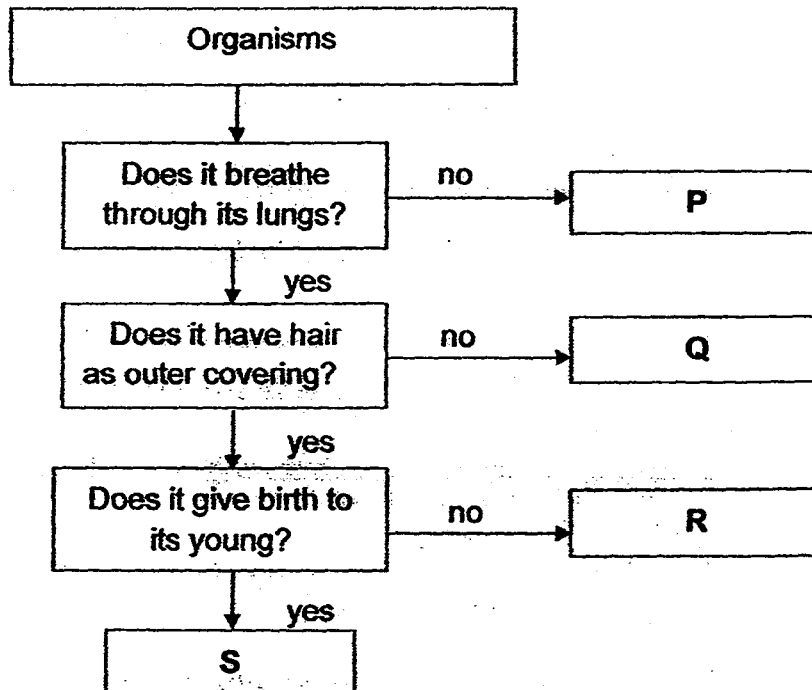 Organisms
Does it breathe
through its lungs?
no
P
yes
Does it have hair
as outer covering?
no
Q
yes
Does it give birth to
its young?
no
R
yes
S